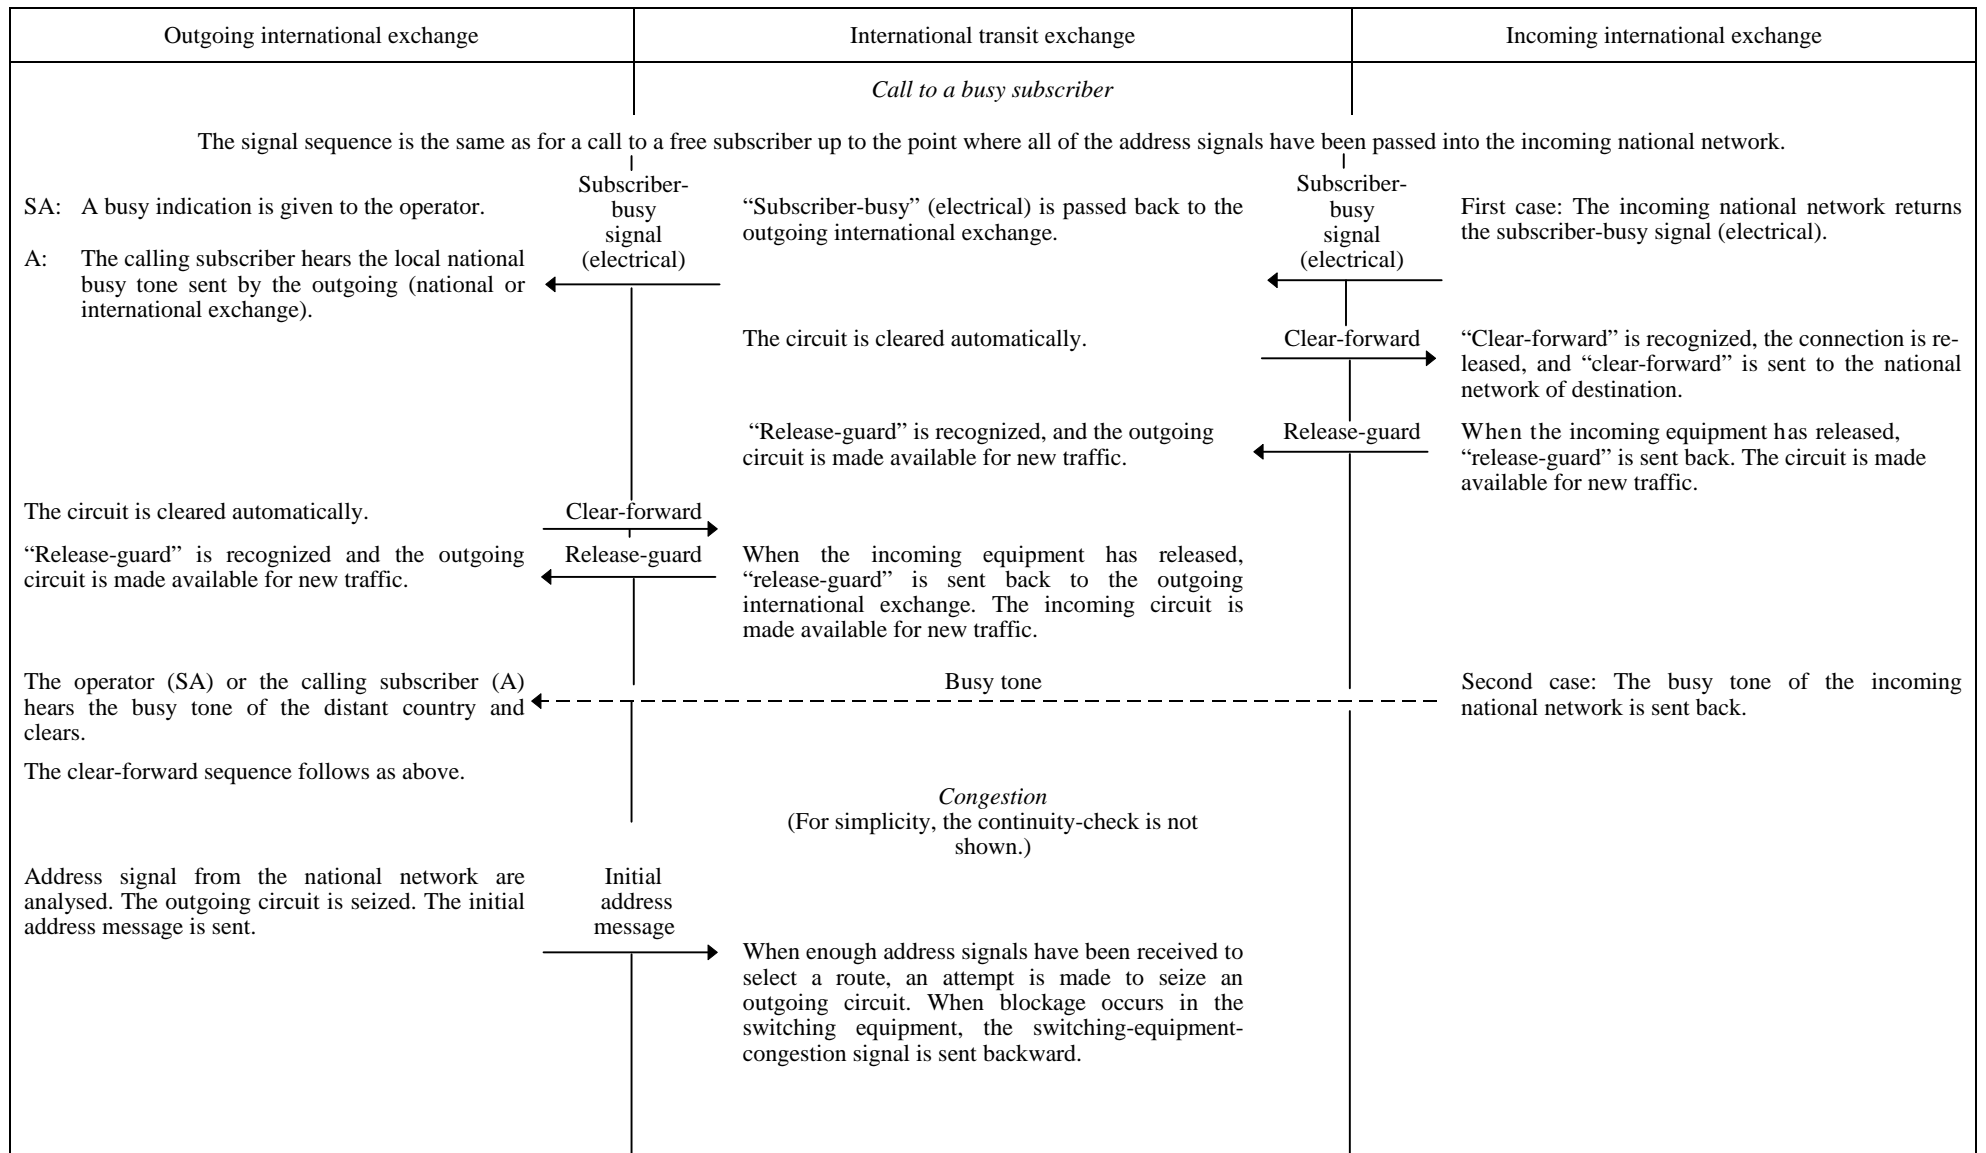 Outgoing international exchange
International transit exchange
Incoming international exchange
Call to a busy subscriber
The signal sequence is the same as for a call to a free subscriber up to the point where all of the address signals have been passed into the incoming national network.
SA: A busy indication is given to the operator.
A: The calling subscriber hears the local national
busy tone sent by the outgoing (national or
international exchange).
Subscriber-
busy
signal
(electrical)
“Subscriber-busy” (electrical) is passed back to the
outgoing international exchange.
Subscriber-
busy
signal
(electrical)
First case: The incoming national network returns
the subscriber-busy signal (electrical).
The circuit is cleared automatically.
Clear-forward
“Clear-forward” is recognized, the connection is re-
leased, and “clear-forward” is sent to the national
network of destination.
“Release-guard” is recognized, and the outgoing
circuit is made available for new traffic.
Release-guard
When the incoming equipment has released,
“release-guard” is sent back. The circuit is made
available for new traffic.
The circuit is cleared automatically.
Clear-forward
“Release-guard” is recognized and the outgoing
circuit is made available for new traffic.
Release-guard
When the incoming equipment has released,
“release-guard” is sent back to the outgoing
international exchange. The incoming circuit is
made available for new traffic.
The operator (SA) or the calling subscriber (A)
hears the busy tone of the distant country and
clears.
Busy tone
Second case: The busy tone of the incoming
national network is sent back.
The clear-forward sequence follows as above.
Congestion
(For simplicity, the continuity-check is not
shown.)
Address signal from the national network are
analysed. The outgoing circuit is seized. The initial
address message is sent.
Initial
address
message
When enough address signals have been received to
select a route, an attempt is made to seize an
outgoing circuit. When blockage occurs in the
switching equipment, the switching-equipment-
congestion signal is sent backward.